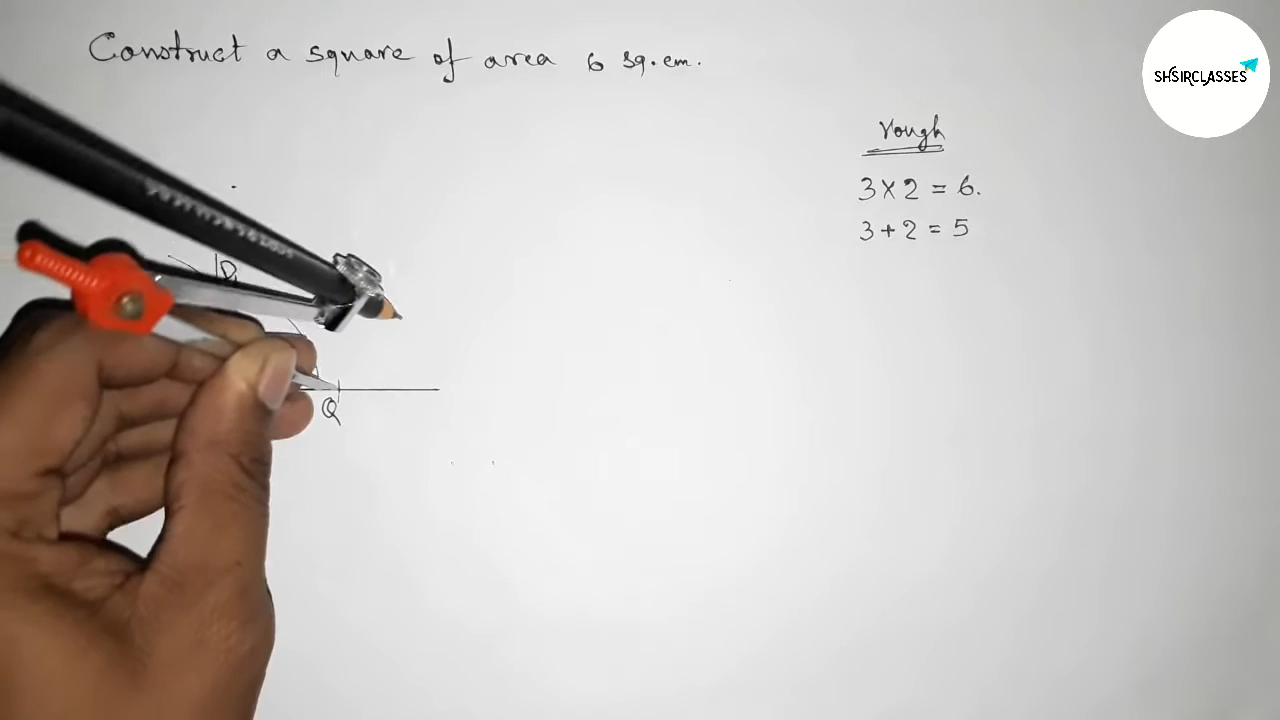 Construct a square of area 6 sq.cm.
SHSIRCLASSES
rough
3 × 2 = 6.
3 + 2 = 5
Q